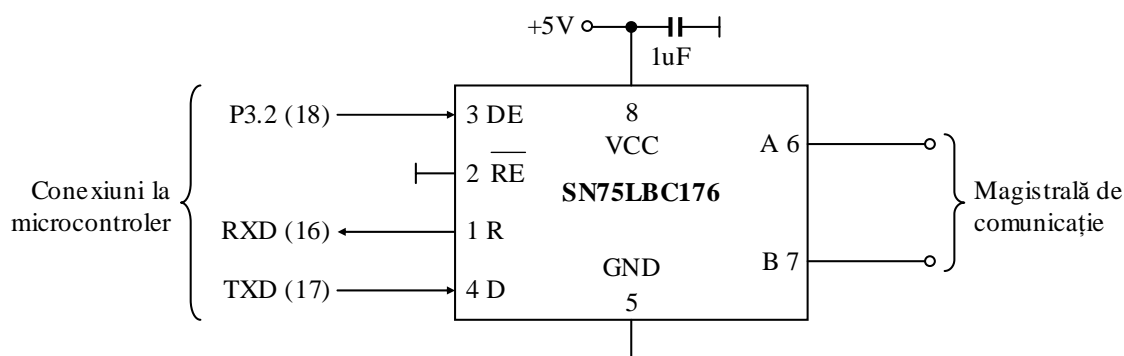 +5V
1uF
P3.2 (18)
3 DE
8
VCC
A 6
2 RE
SN75LBC176
Conexiuni la
microcontroler
Magistrală de
comunicație
RXD (16)
1 R
GND
B 7
TXD (17)
4 D
5